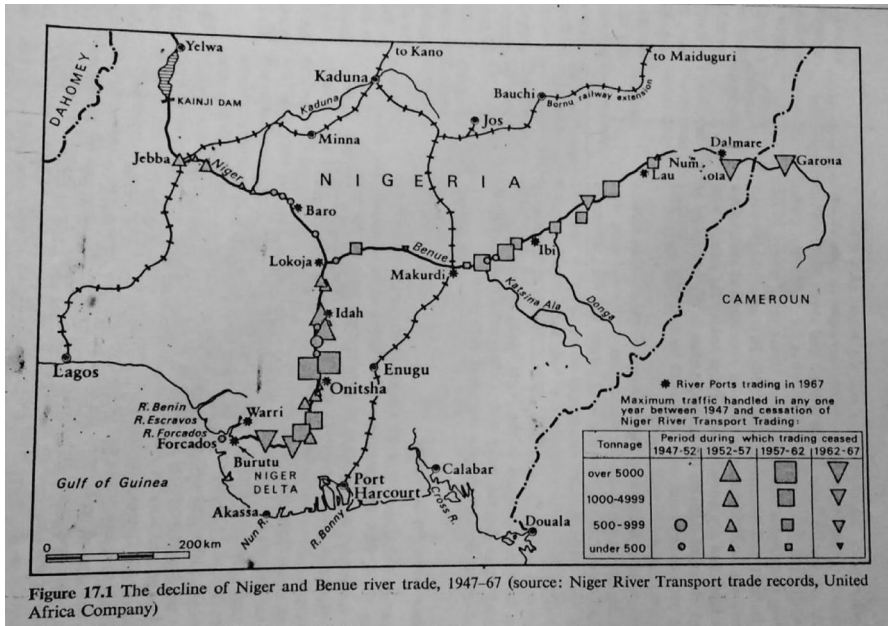 Yelwa
to Kano
to Maiduguri
DAHOMEY
Kaduna
Bauchi
Bornu railway extension
KAINJI DAM
Kaduna
Jos
Minna
Dalmare
Jebba
Niger
Num
Garoua
Lau
NIGERIA
Baro
Ibi
Lokoja
Benue
Makurdi
Katsina Ala
Donga
CAMEROUN
Idah
Lagos
Enugu
River Ports trading in 1967
Onitsha
Maximum traffic handled in any one
year between 1947 and cessation of
Niger River Transport Trading:
R. Benin
R. Escravos
R. Forcados
Warri
Forcados
Burutu
Tonnage
Period during which trading ceased
1947-52 1952-57 1957-62 1962-67
over 5000
1000-4999
500-999
under 500
NIGER
DELTA
Gulf of Guinea
Port
Harcourt
Calabar
Cross R.
Akassa
Nun R.
R. Bonny
Douala
0 200 km
Figure 17.1 The decline of Niger and Benue river trade, 1947–67 (source: Niger River Transport trade records, United
Africa Company)